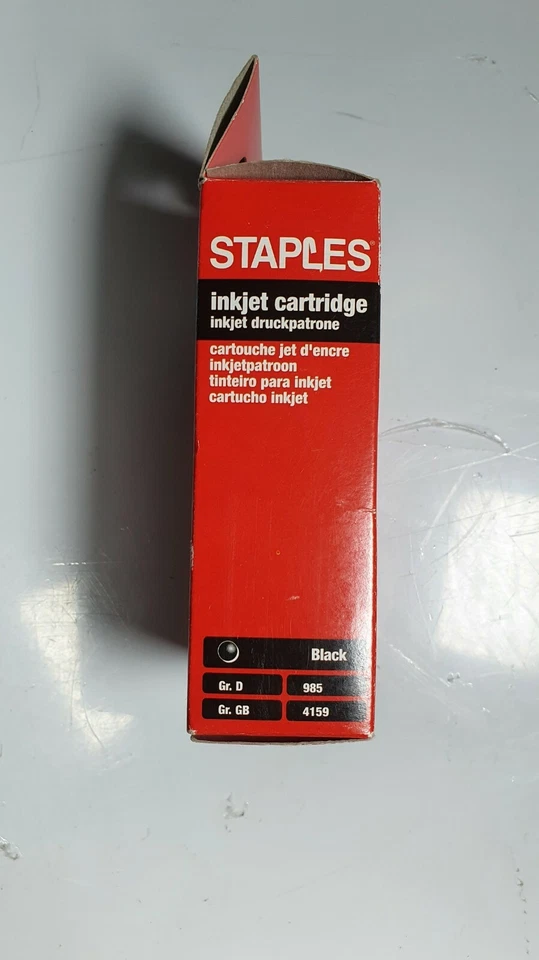 STAPLES®
inkjet cartridge
inkjet druckpatrone
cartouche jet d'encre
inkjetpatroon
tinteiro para inkjet
cartucho inkjet
Black
Gr. D 985
Gr. GB 4159